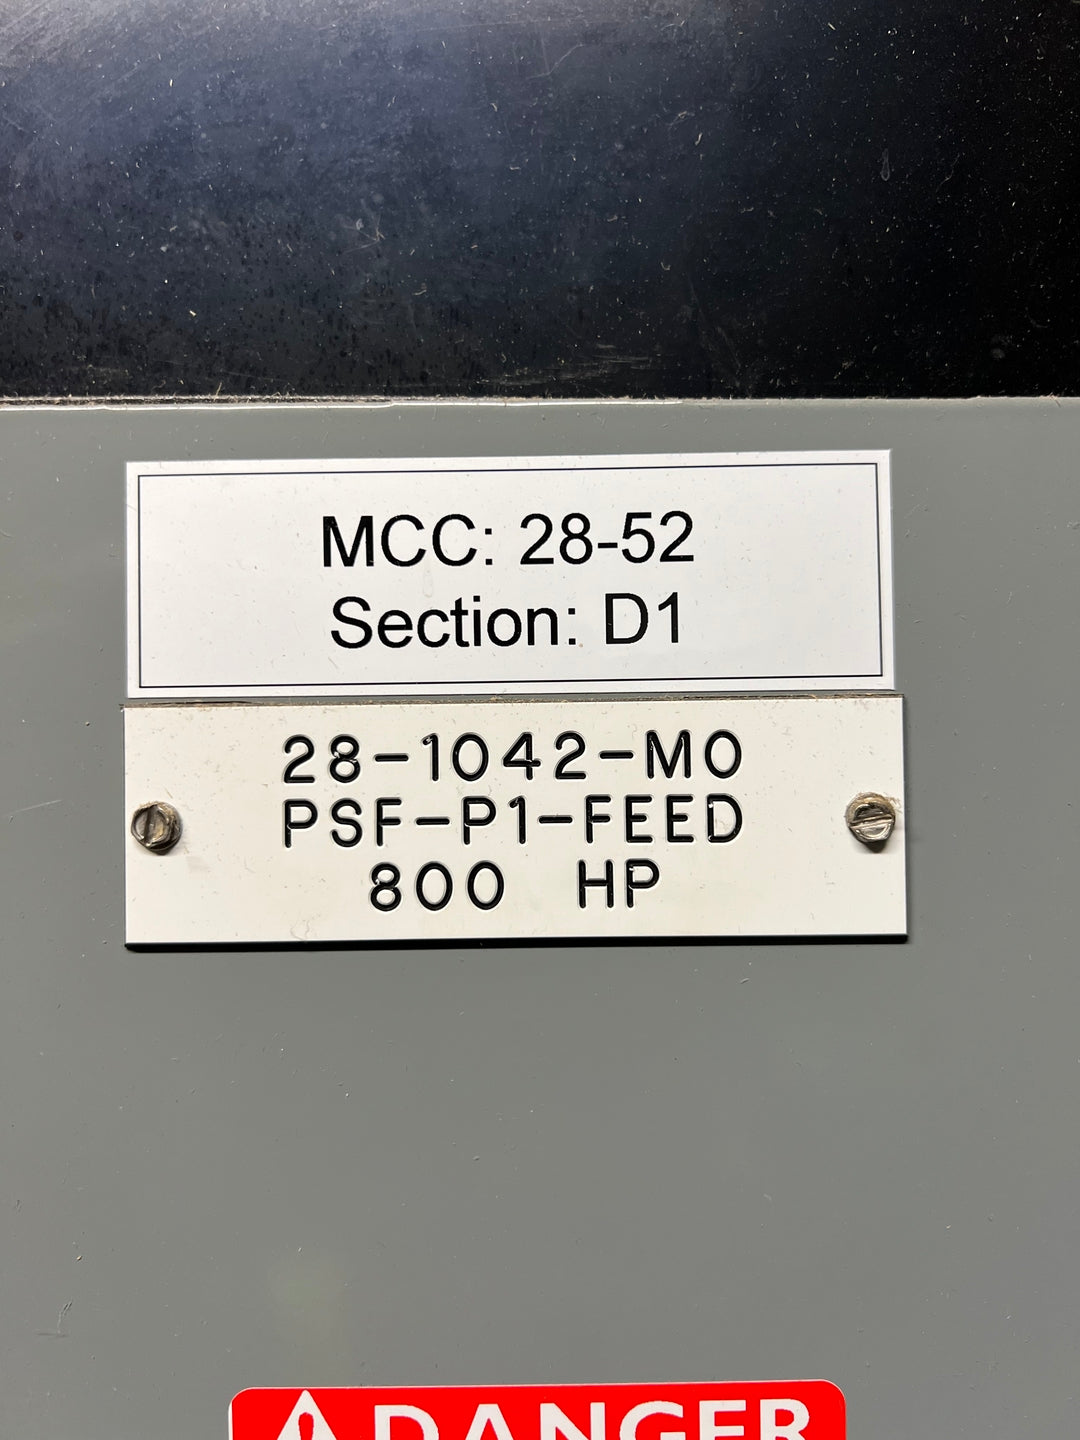 MCC: 28-52
Section: D1
28-1042-MO
PSF-P1-FEED
800 HP
DANGER